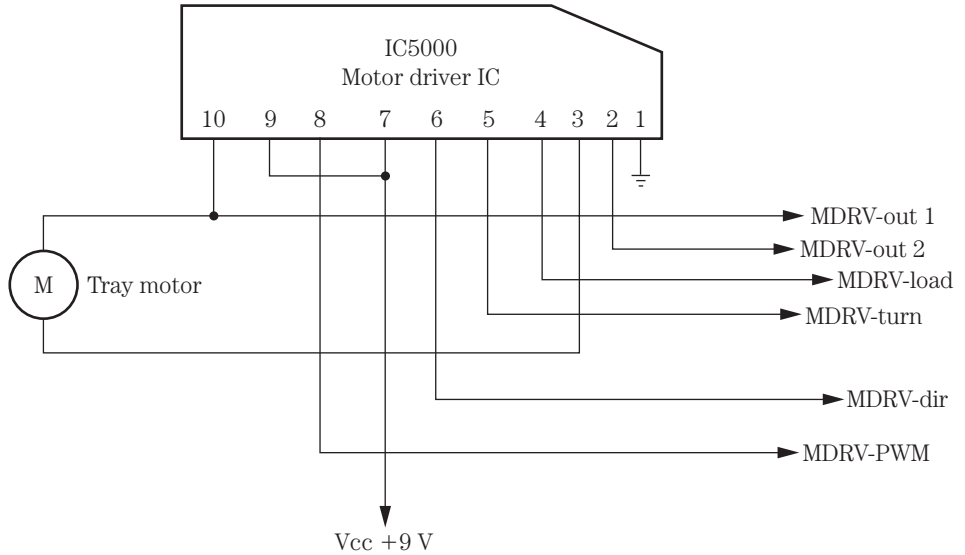 IC5000
Motor driver IC
10 9 8 7 6 5 4 3 2 1
MDRV-out 1
MDRV-out 2
MDRV-load
M Tray motor
MDRV-turn
MDRV-dir
MDRV-PWM
Vcc +9 V